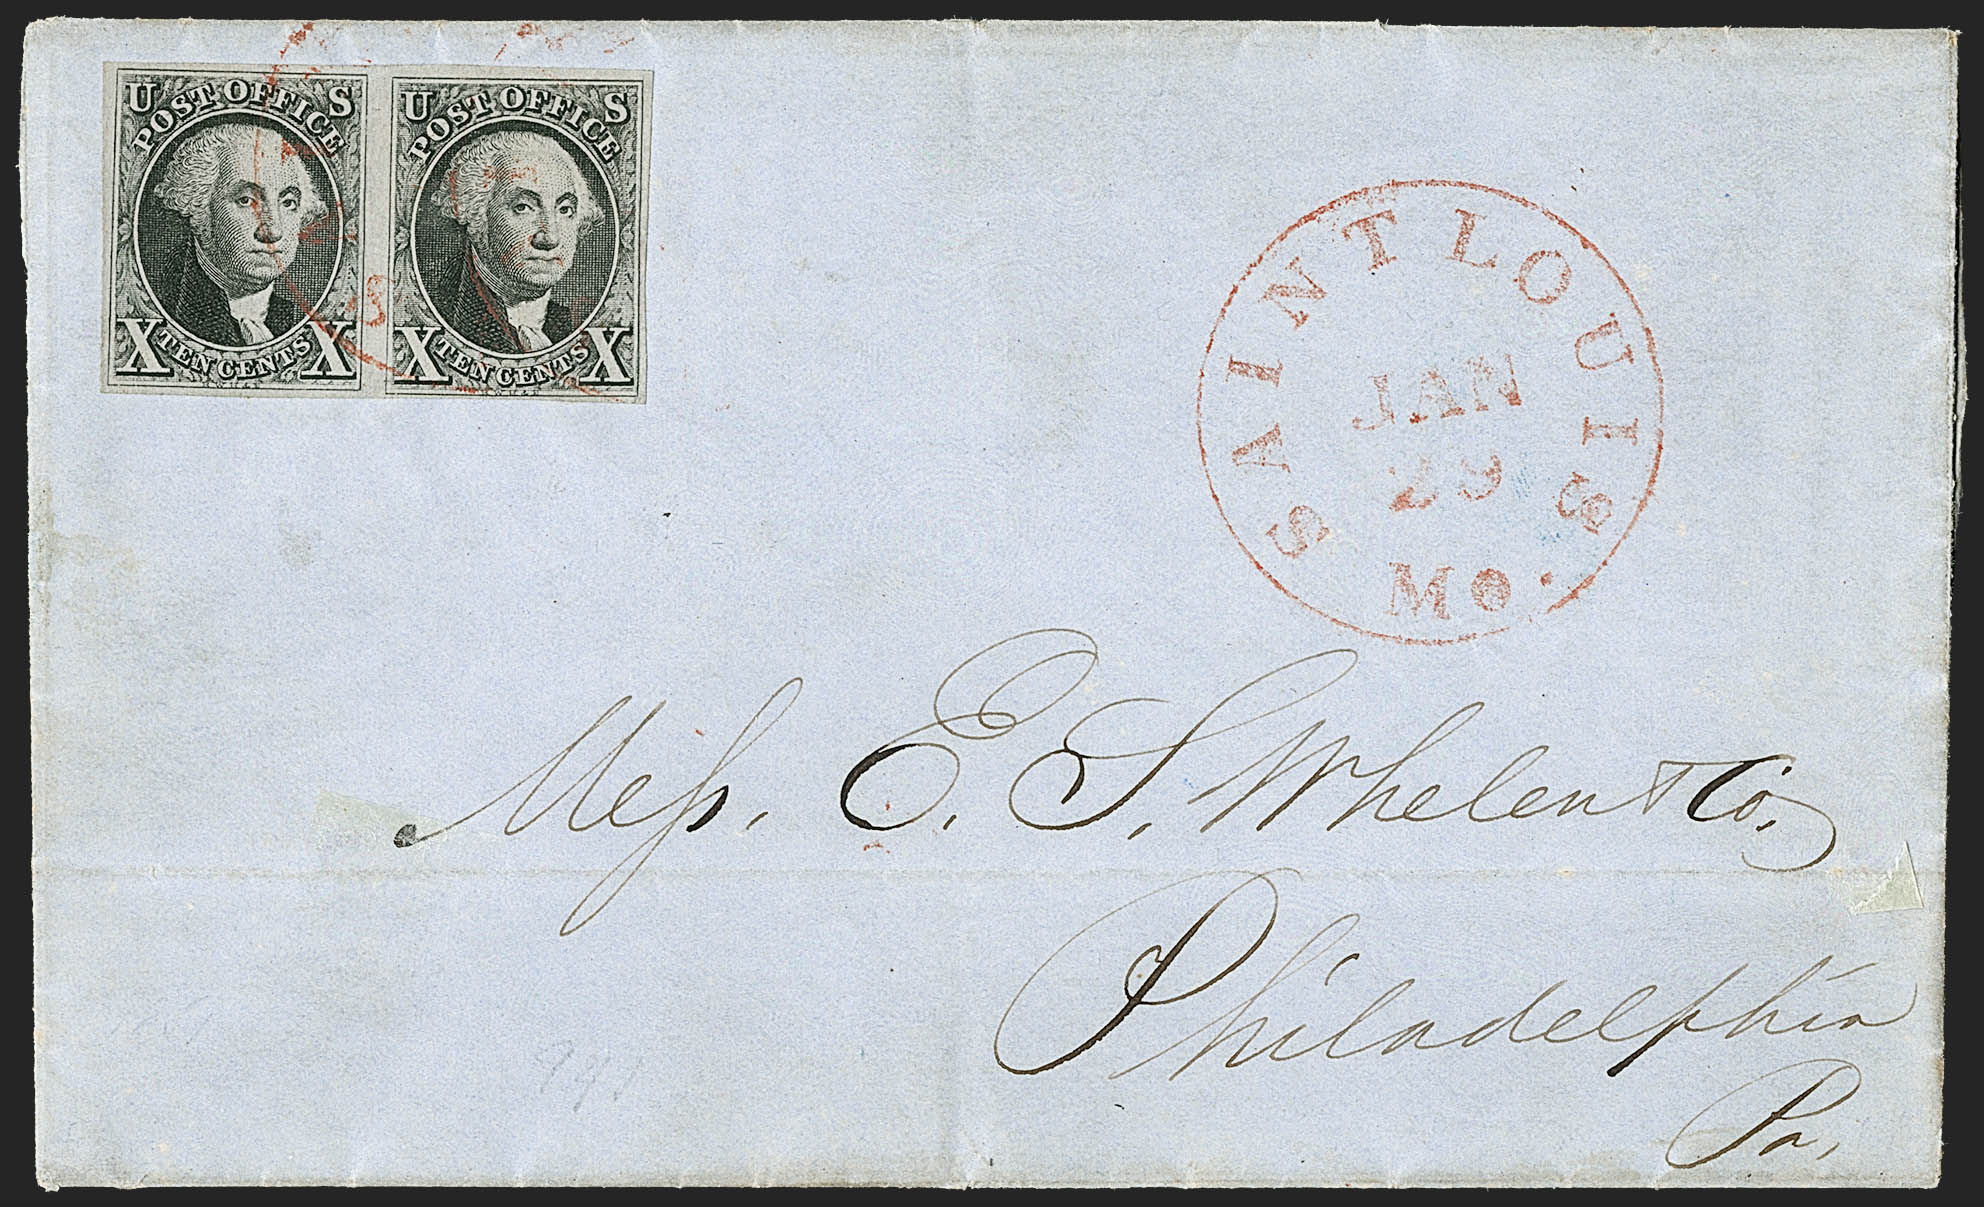 U S U S
POST OFFICE POST OFFICE
X TEN CENTS X X TEN CENTS X
SAINT LOUIS
JAN
29
Mo.
Mess. E. S. Whelen & Co.
Philadelphia
Pa.